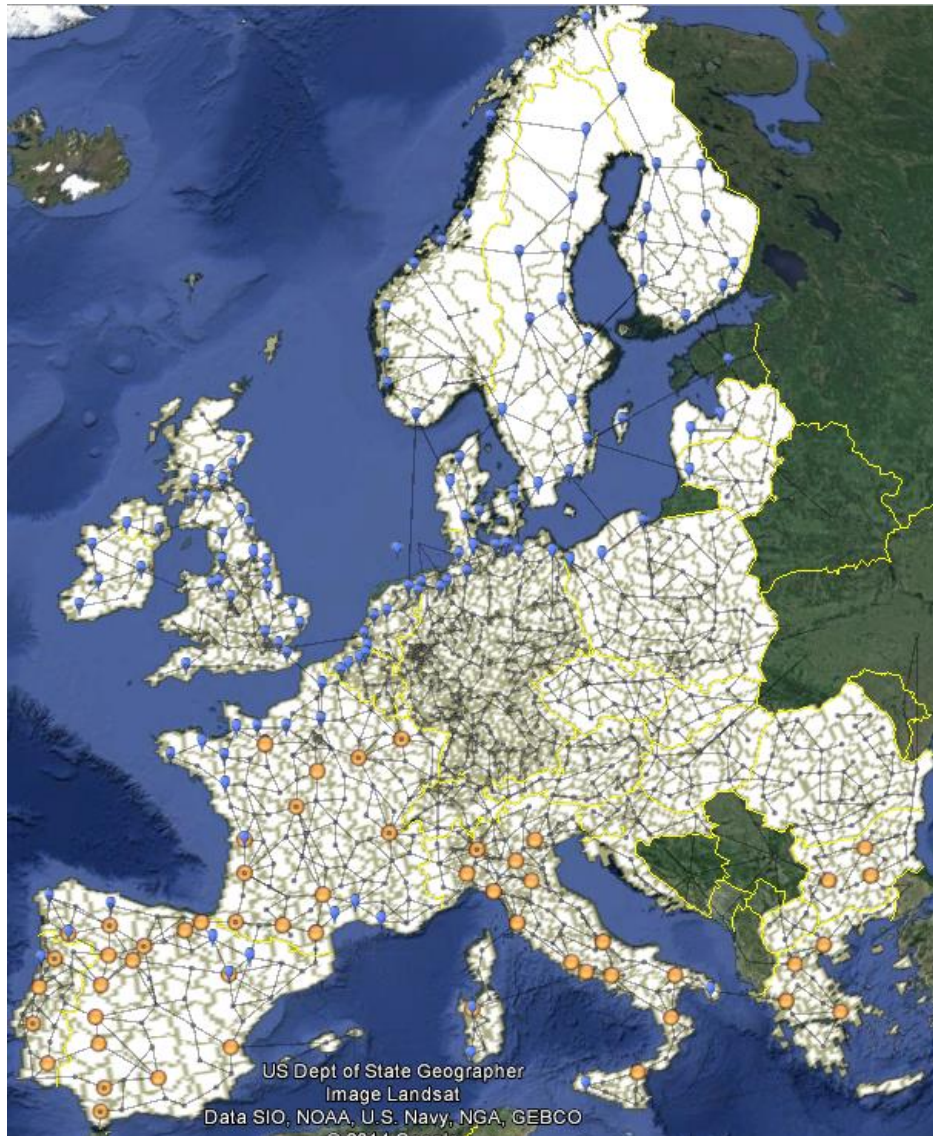 US Dept of State Geographer
Image Landsat
Data SIO, NOAA, U.S. Navy, NGA, GEBCO